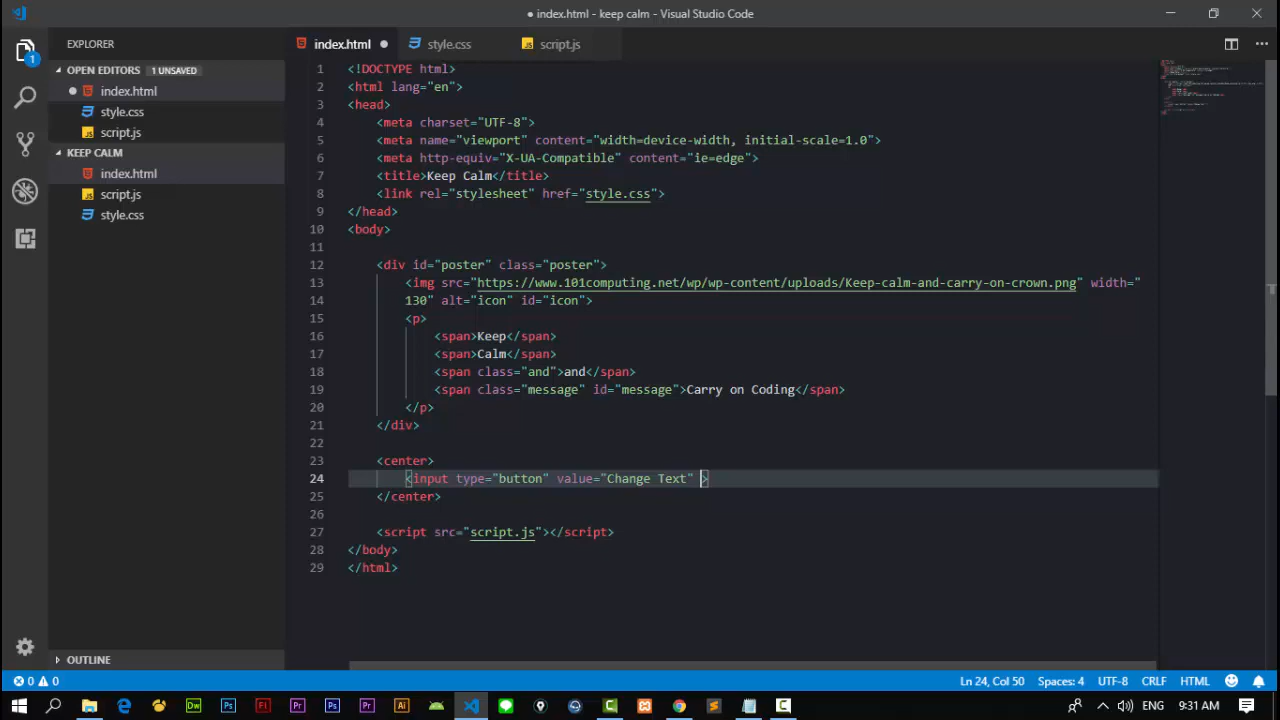 ● index.html - keep calm - Visual Studio Code
EXPLORER
OPEN EDITORS 1 UNSAVED
index.html
style.css
script.js
KEEP CALM
index.html
script.js
style.css
OUTLINE
1
index.html ●
style.css
script.js
1 <!DOCTYPE html>
2 <html lang="en">
3 <head>
4 <meta charset="UTF-8">
5 <meta name="viewport" content="width=device-width, initial-scale=1.0">
6 <meta http-equiv="X-UA-Compatible" content="ie=edge">
7 <title>Keep Calm</title>
8 <link rel="stylesheet" href="style.css">
9 </head>
10 <body>
11
12 <div id="poster" class="poster">
13 <img src="https://www.101computing.net/wp/wp-content/uploads/Keep-calm-and-carry-on-crown.png" width="
14 130" alt="icon" id="icon">
15 <p>
16 <span>Keep</span>
17 <span>Calm</span>
18 <span class="and">and</span>
19 <span class="message" id="message">Carry on Coding</span>
20 </p>
21 </div>
22
23 <center>
24 <input type="button" value="Change Text" >
25 </center>
26
27 <script src="script.js"></script>
28 </body>
29 </html>
0 0
Ln 24, Col 50 Spaces: 4 UTF-8 CRLF HTML
Dw Ps Fl Pr Ps Pr Ai
9:31 AM